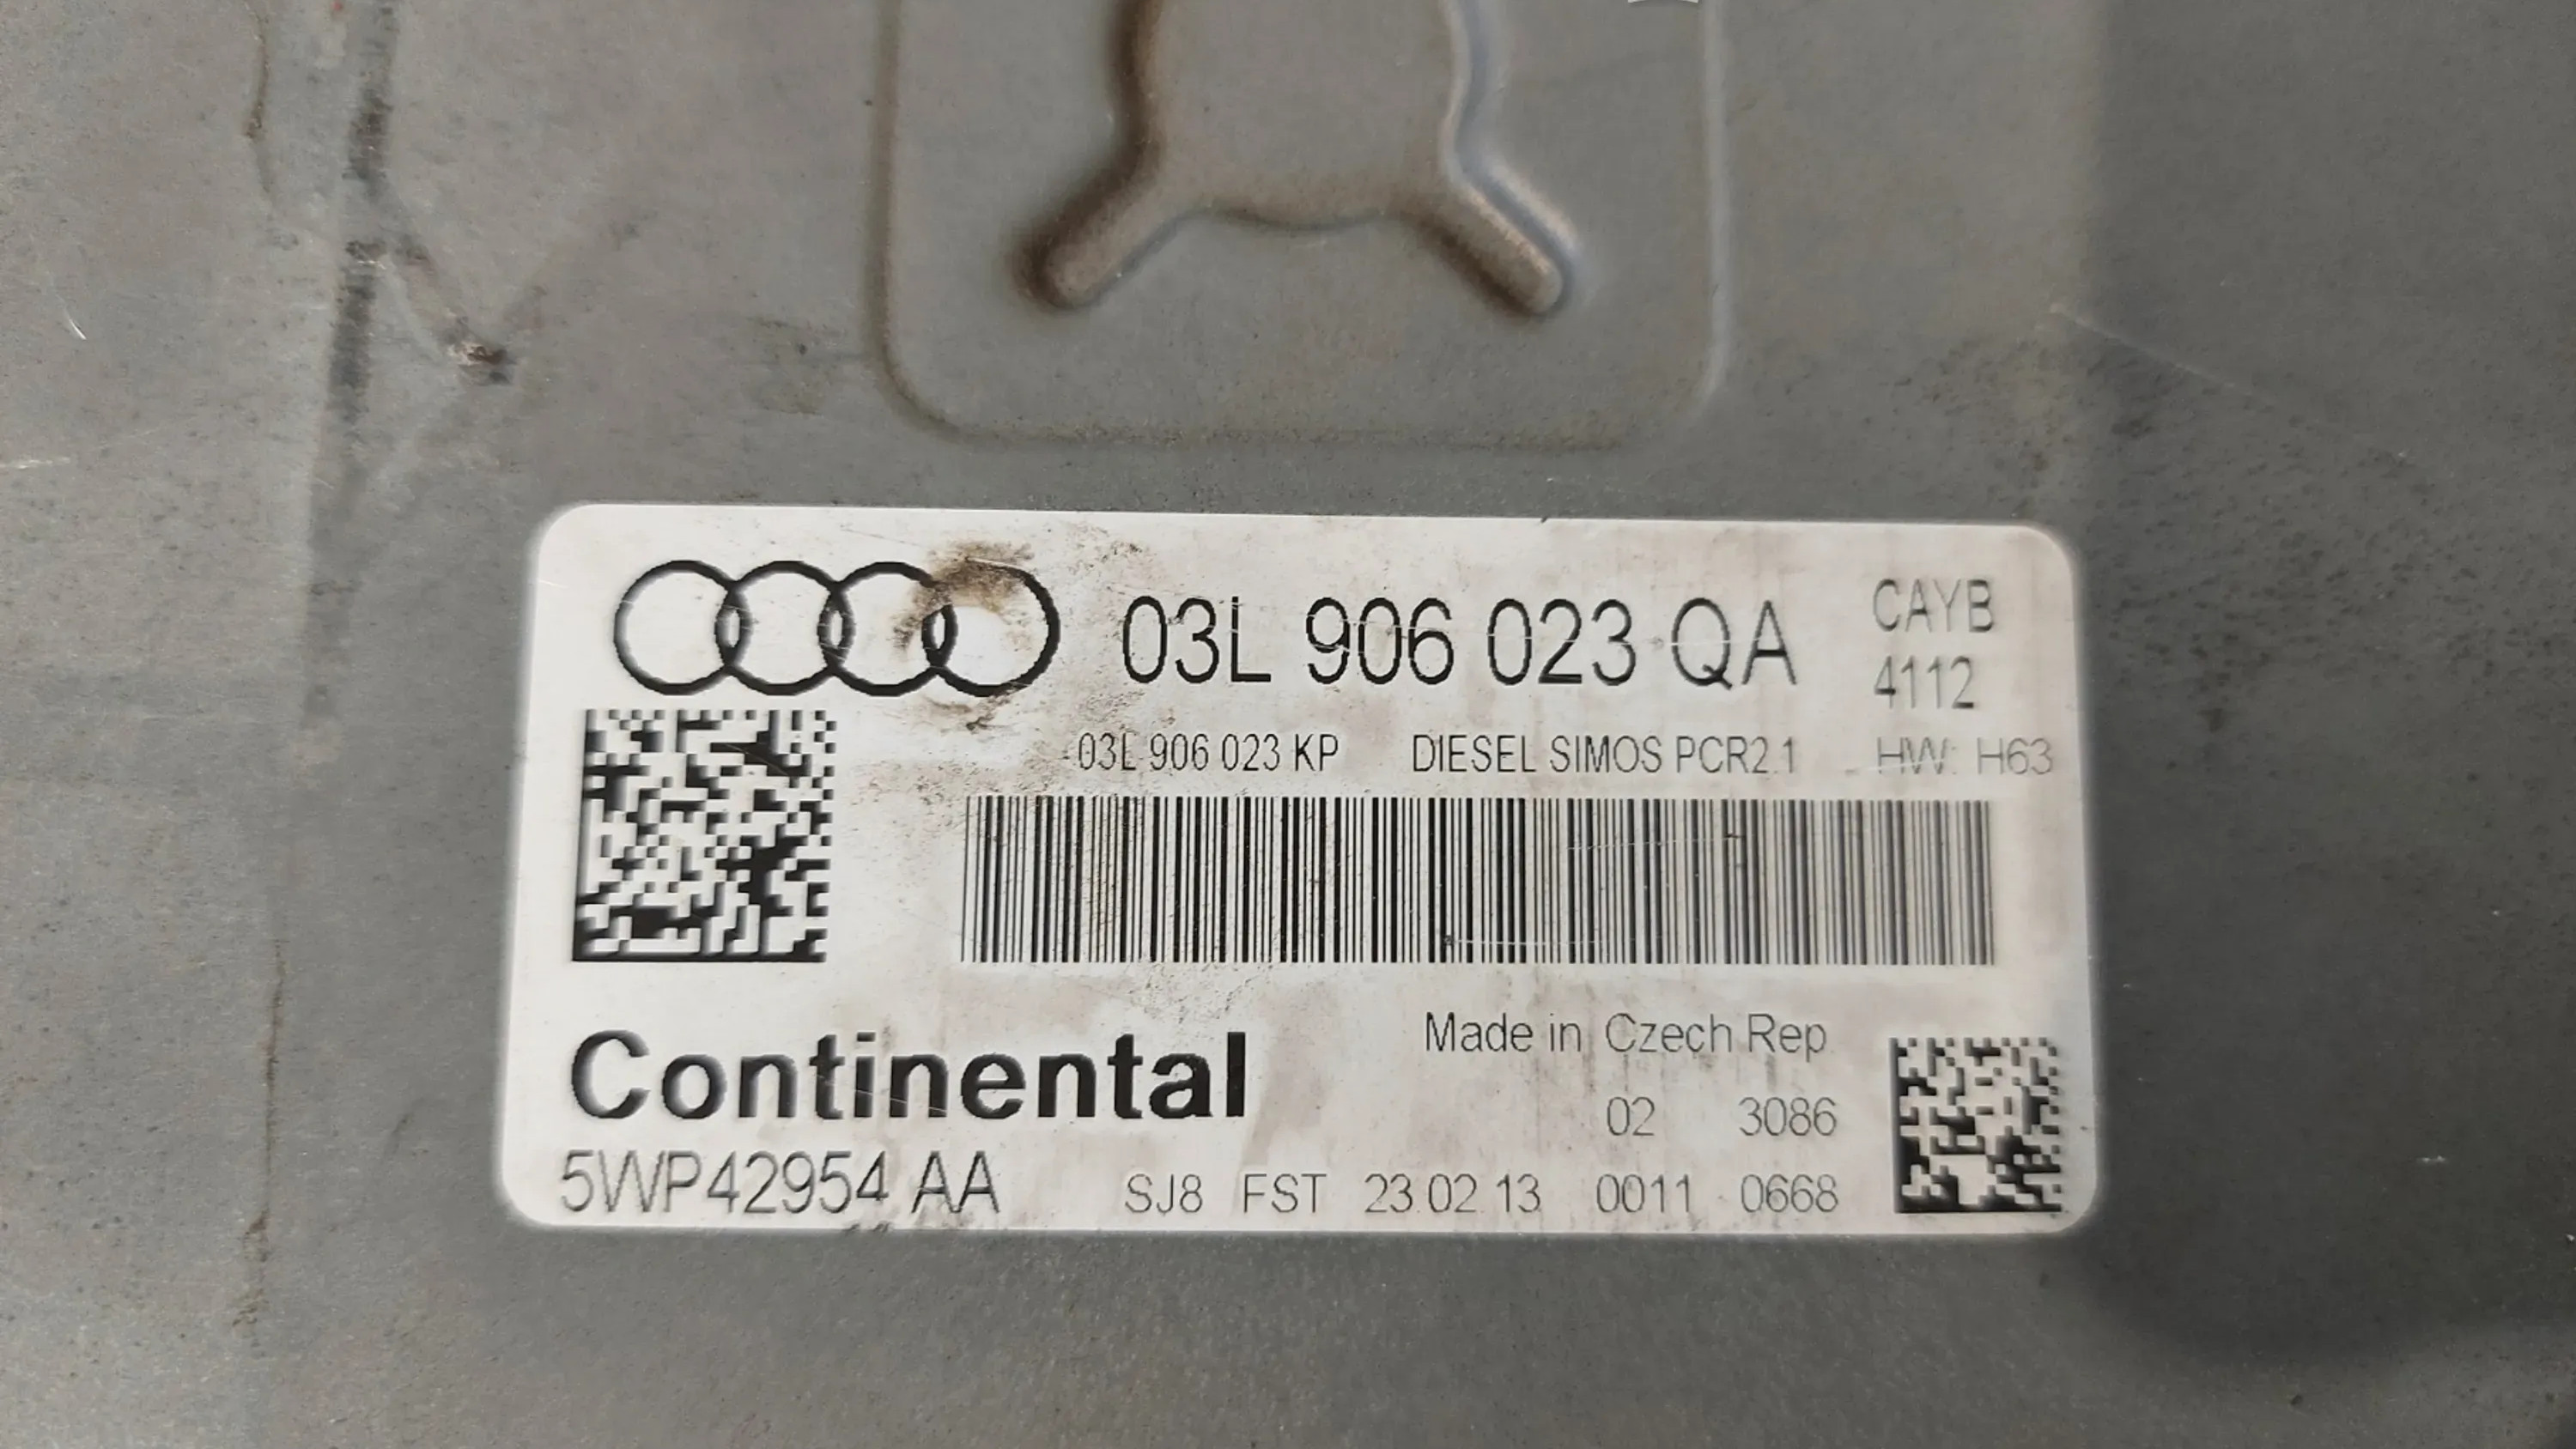 03L 906 023 QA
CAYB
4112
03L 906 023 KP DIESEL SIMOS PCR2.1 HW: H63
Continental
Made in Czech Rep
02 3086
5WP42954 AA SJ8 FST 23.02.13 0011 0668